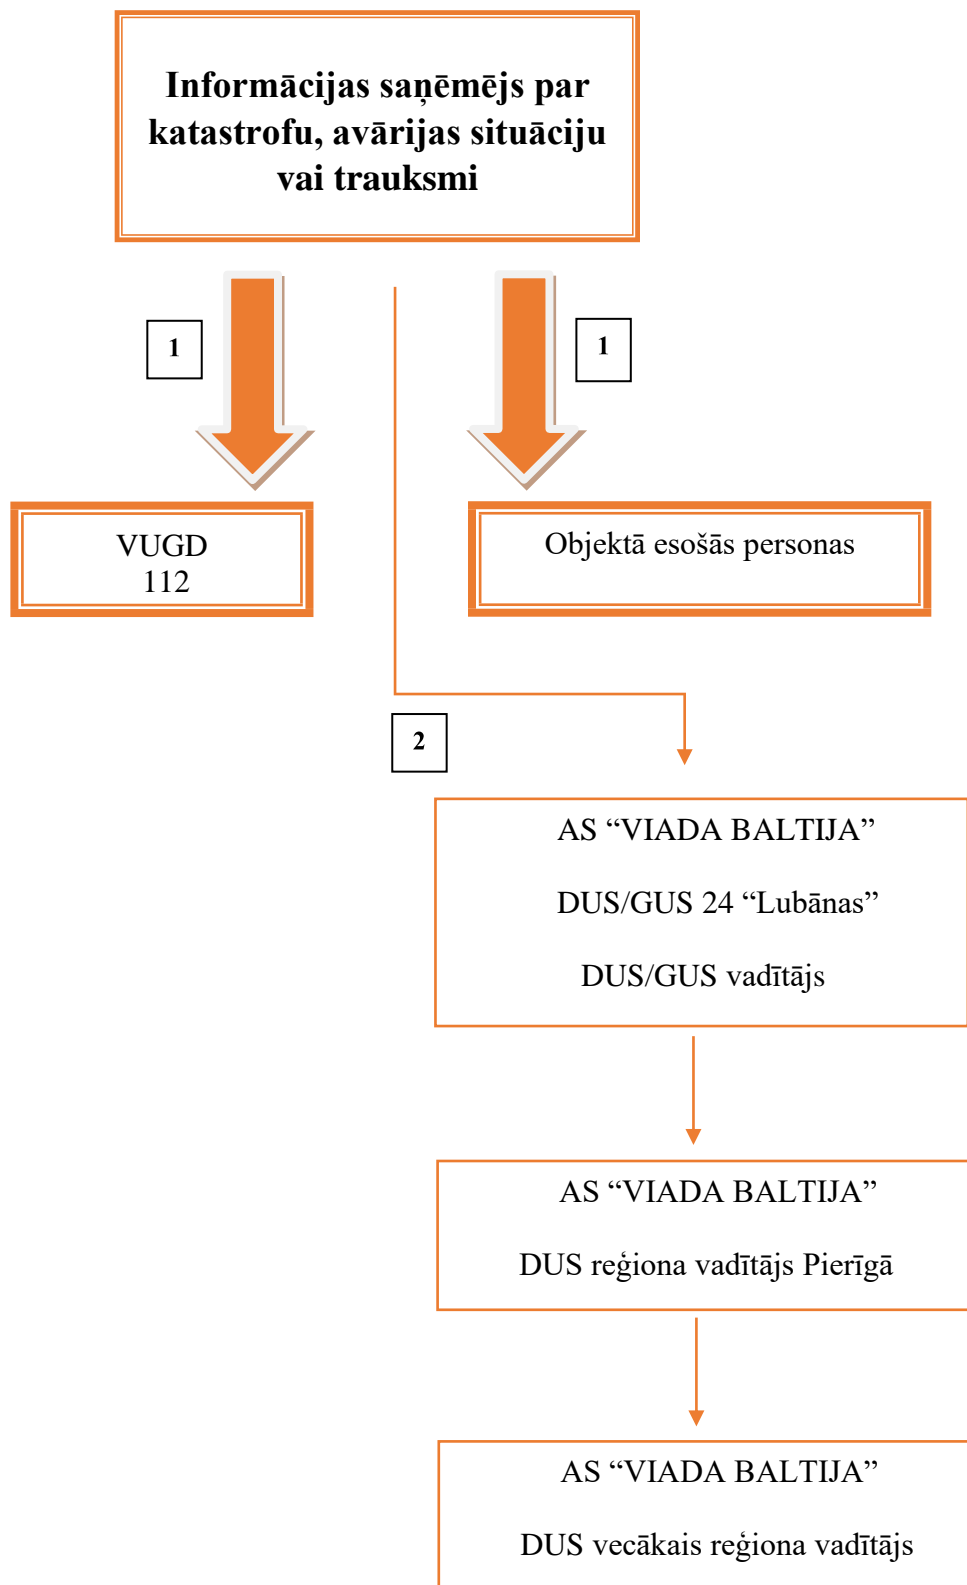 Informācijas saņēmējs par
katastrofu, avārijas situāciju
vai trauksmi
1
1
VUGD
112
Objektā esošās personas
2
AS “VIADA BALTIJA”
DUS/GUS 24 “Lubānas”
DUS/GUS vadītājs
AS “VIADA BALTIJA”
DUS reģiona vadītājs Pierīgā
AS “VIADA BALTIJA”
DUS vecākais reģiona vadītājs